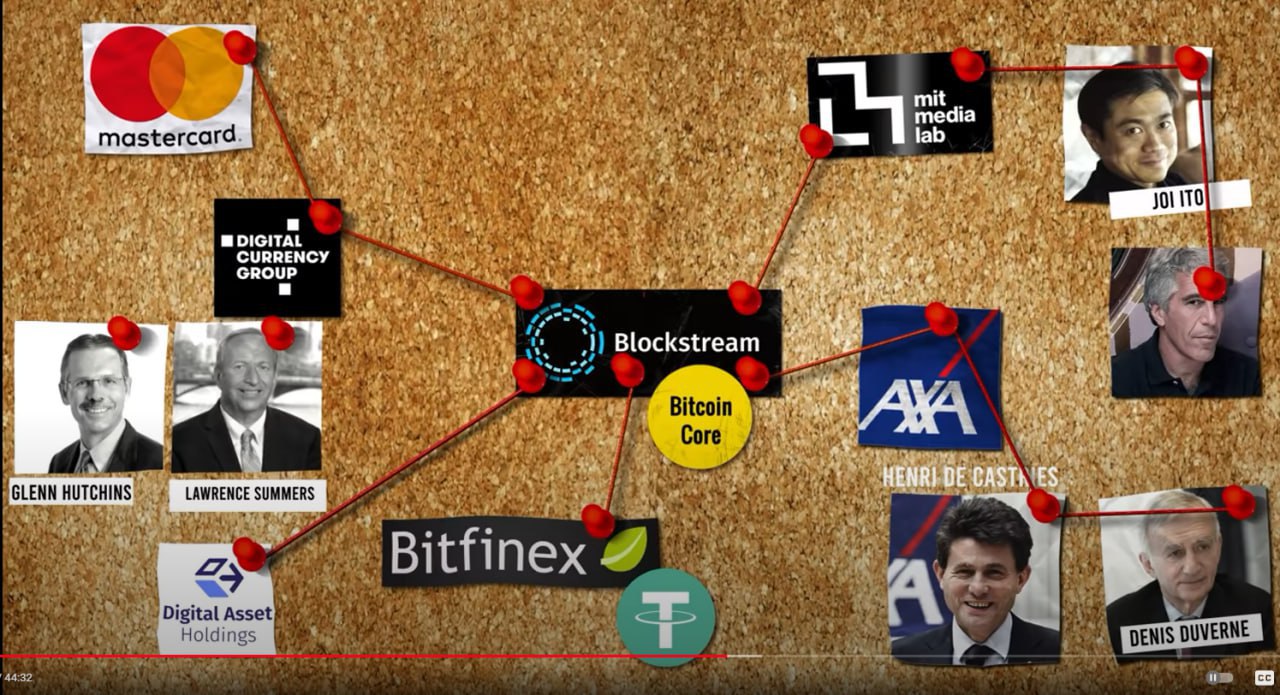 mastercard.
mit
media
lab
JOI ITO
DIGITAL
CURRENCY
GROUP
Blockstream
Bitcoin
Core
AXA
GLENN HUTCHINS
LAWRENCE SUMMERS
HENRI DE CASTRIES
Bitfinex
Digital Asset
Holdings
DENIS DUVERNE
/ 44:32
CC